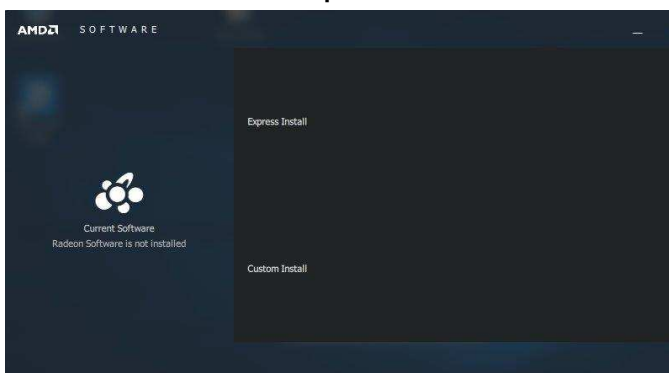 AMD SOFTWARE
Express Install
Current Software
Radeon Software is not installed
Custom Install